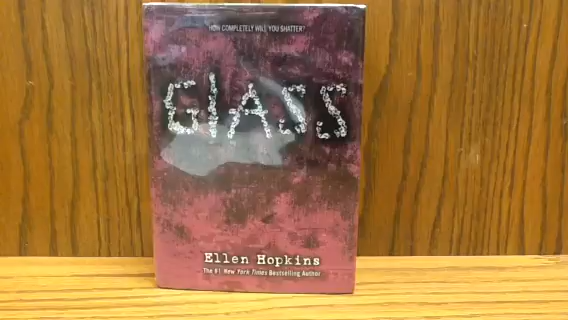 HOW COMPLETELY WILL YOU SHATTER?
GLASS
Ellen Hopkins
The #1 New York Times Bestselling Author